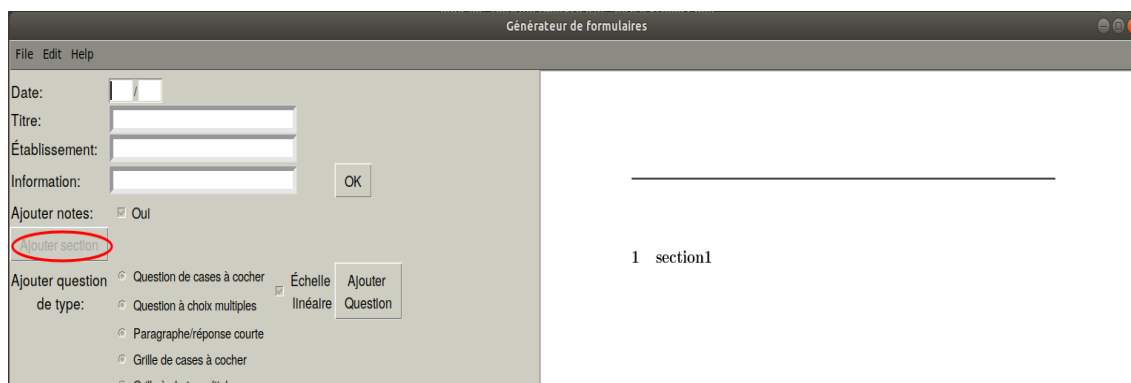 Générateur de formulaires
File Edit Help
Date: /
Titre:
Établissement:
Information: OK
Ajouter notes: Oui
Ajouter section
Ajouter question
de type:
Question de cases à cocher
Question à choix multiples
Paragraphe/réponse courte
Grille de cases à cocher
Échelle
linéaire
Ajouter
Question
1 section1